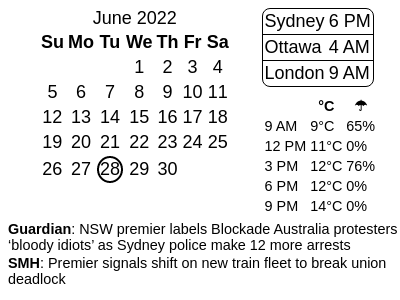 June 2022
Su Mo Tu We Th Fr Sa
1 2 3 4
5 6 7 8 9 10 11
12 13 14 15 16 17 18
19 20 21 22 23 24 25
26 27 28 29 30
Sydney 6 PM
Ottawa 4 AM
London 9 AM
°C ☂
9 AM 9°C 65%
12 PM 11°C 0%
3 PM 12°C 76%
6 PM 12°C 0%
9 PM 14°C 0%
Guardian: NSW premier labels Blockade Australia protesters
‘bloody idiots’ as Sydney police make 12 more arrests
SMH: Premier signals shift on new train fleet to break union
deadlock